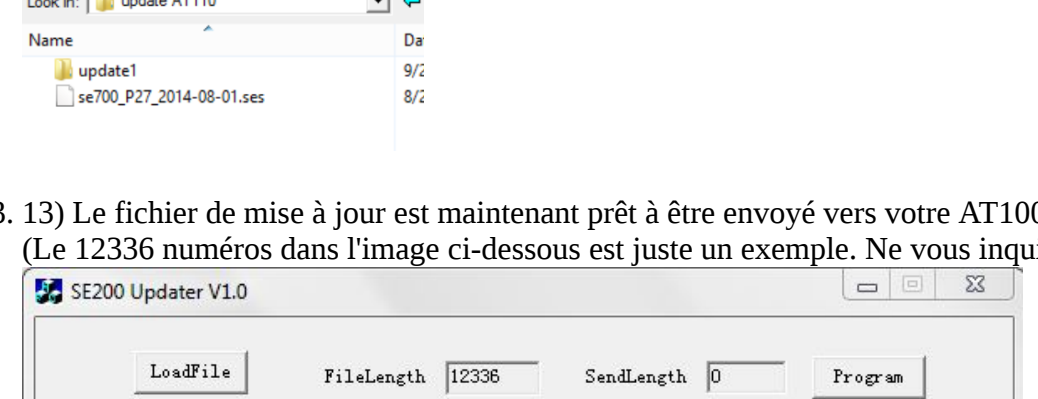 Look in: update AT110
Name Da
update1 9/2
se700_P27_2014-08-01.ses 8/2
3. 13) Le fichier de mise à jour est maintenant prêt à être envoyé vers votre AT100
(Le 12336 numéros dans l'image ci-dessous est juste un exemple. Ne vous inqui
SE200 Updater V1.0
LoadFile FileLength 12336 SendLength 0 Program